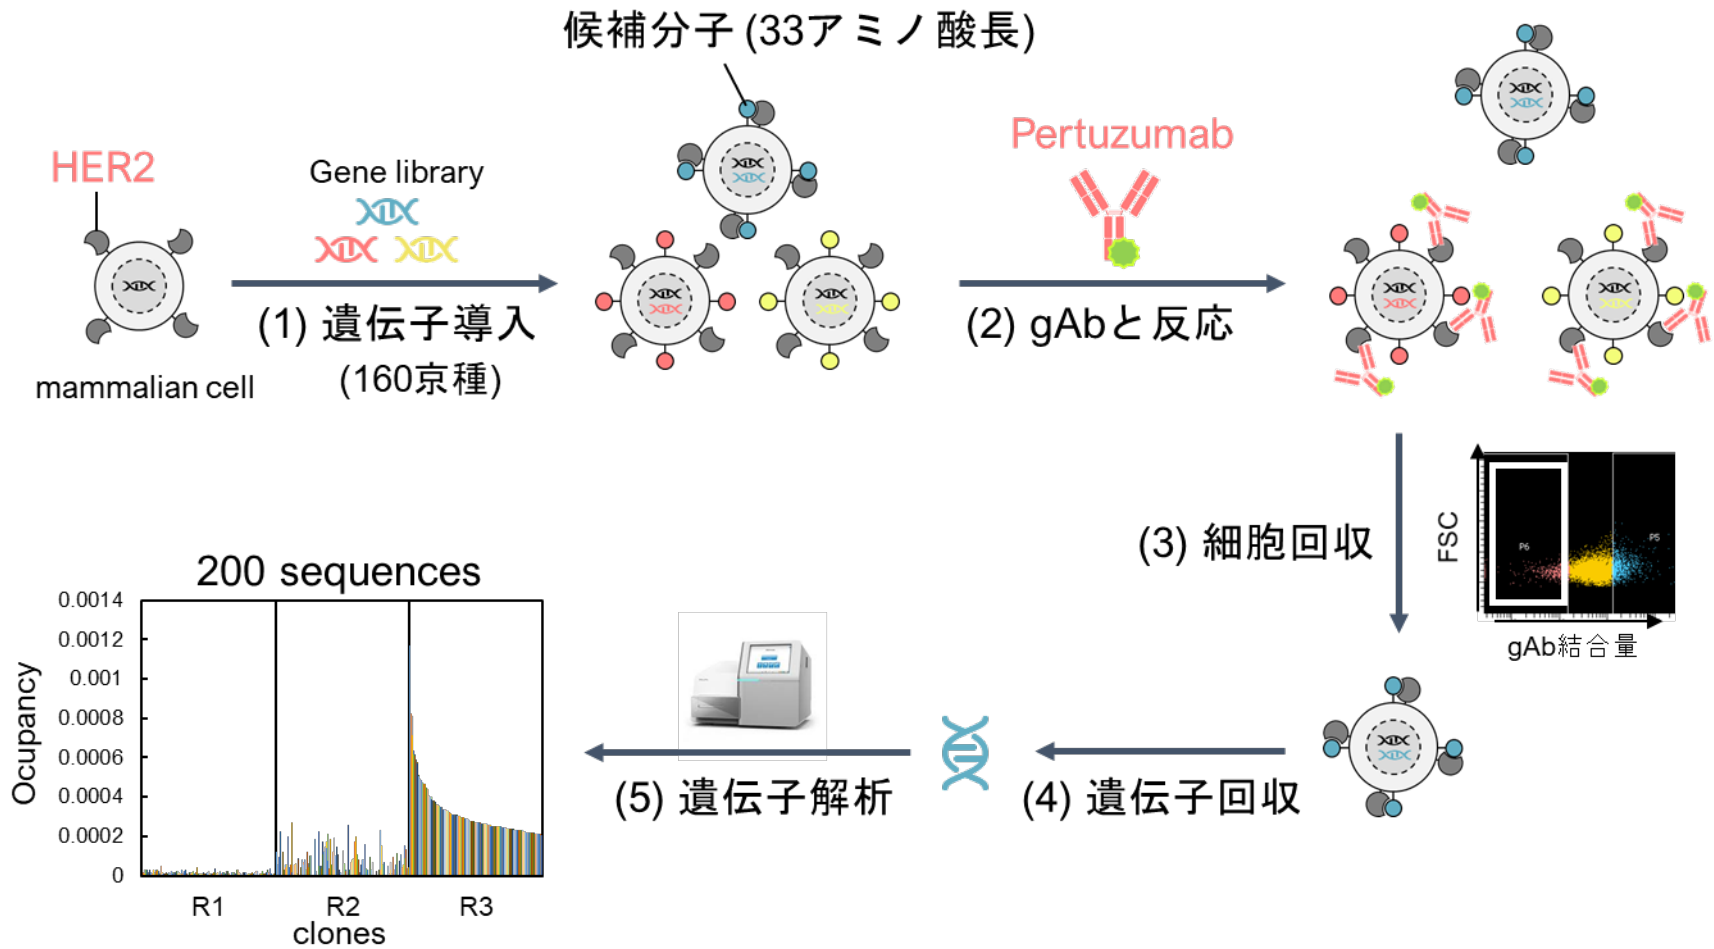 候補分子 (33アミノ酸長)
HER2
Gene library
Pertuzumab
(1) 遺伝子導入
(160京種)
mammalian cell
(2) gAbと反応
(3) 細胞回収
FSC
P6
P5
gAb結合量
(4) 遺伝子回収
(5) 遺伝子解析
200 sequences
Ocupancy
0.0014
0.0012
0.001
0.0008
0.0006
0.0004
0.0002
0
R1
R2
R3
clones